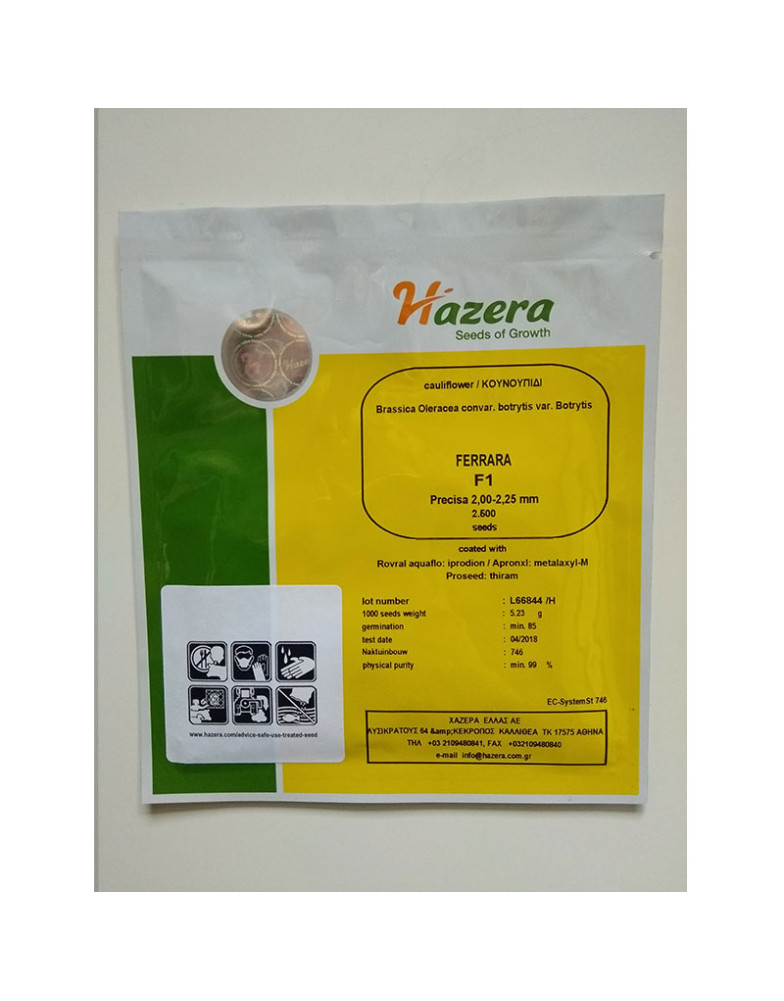 Hazera
Seeds of Growth
Hazera
cauliflower / ΚΟΥΝΟΥΠΙΔΙ
Brassica Oleracea convar. botrytis var. Botrytis
FERRARA
F1
Precisa 2,00-2,25 mm
2.500
seeds
coated with
Rovral aquaflo: iprodion / Apronxl: metalaxyl-M
Proseed: thiram
lot number : L66844 /H
1000 seeds weight : 5.23 g
germination : min. 85
test date : 04/2018
Naktuinbouw : 746
physical purity : min. 99 %
EC-SystemSt 746
ΧΑΖΕΡΑ ΕΛΛΑΣ ΑΕ
ΛΥΣΙΚΡΑΤΟΥΣ 64 &amp;ΚΕΚΡΟΠΟΣ ΚΑΛΛΙΘΕΑ ΤΚ 17575 ΑΘΗΝΑ
ΤΗΛ +03 2109480841, FAX +032109480840
e-mail info@hazera.com.gr
www.hazera.com/advice-safe-use-treated-seed